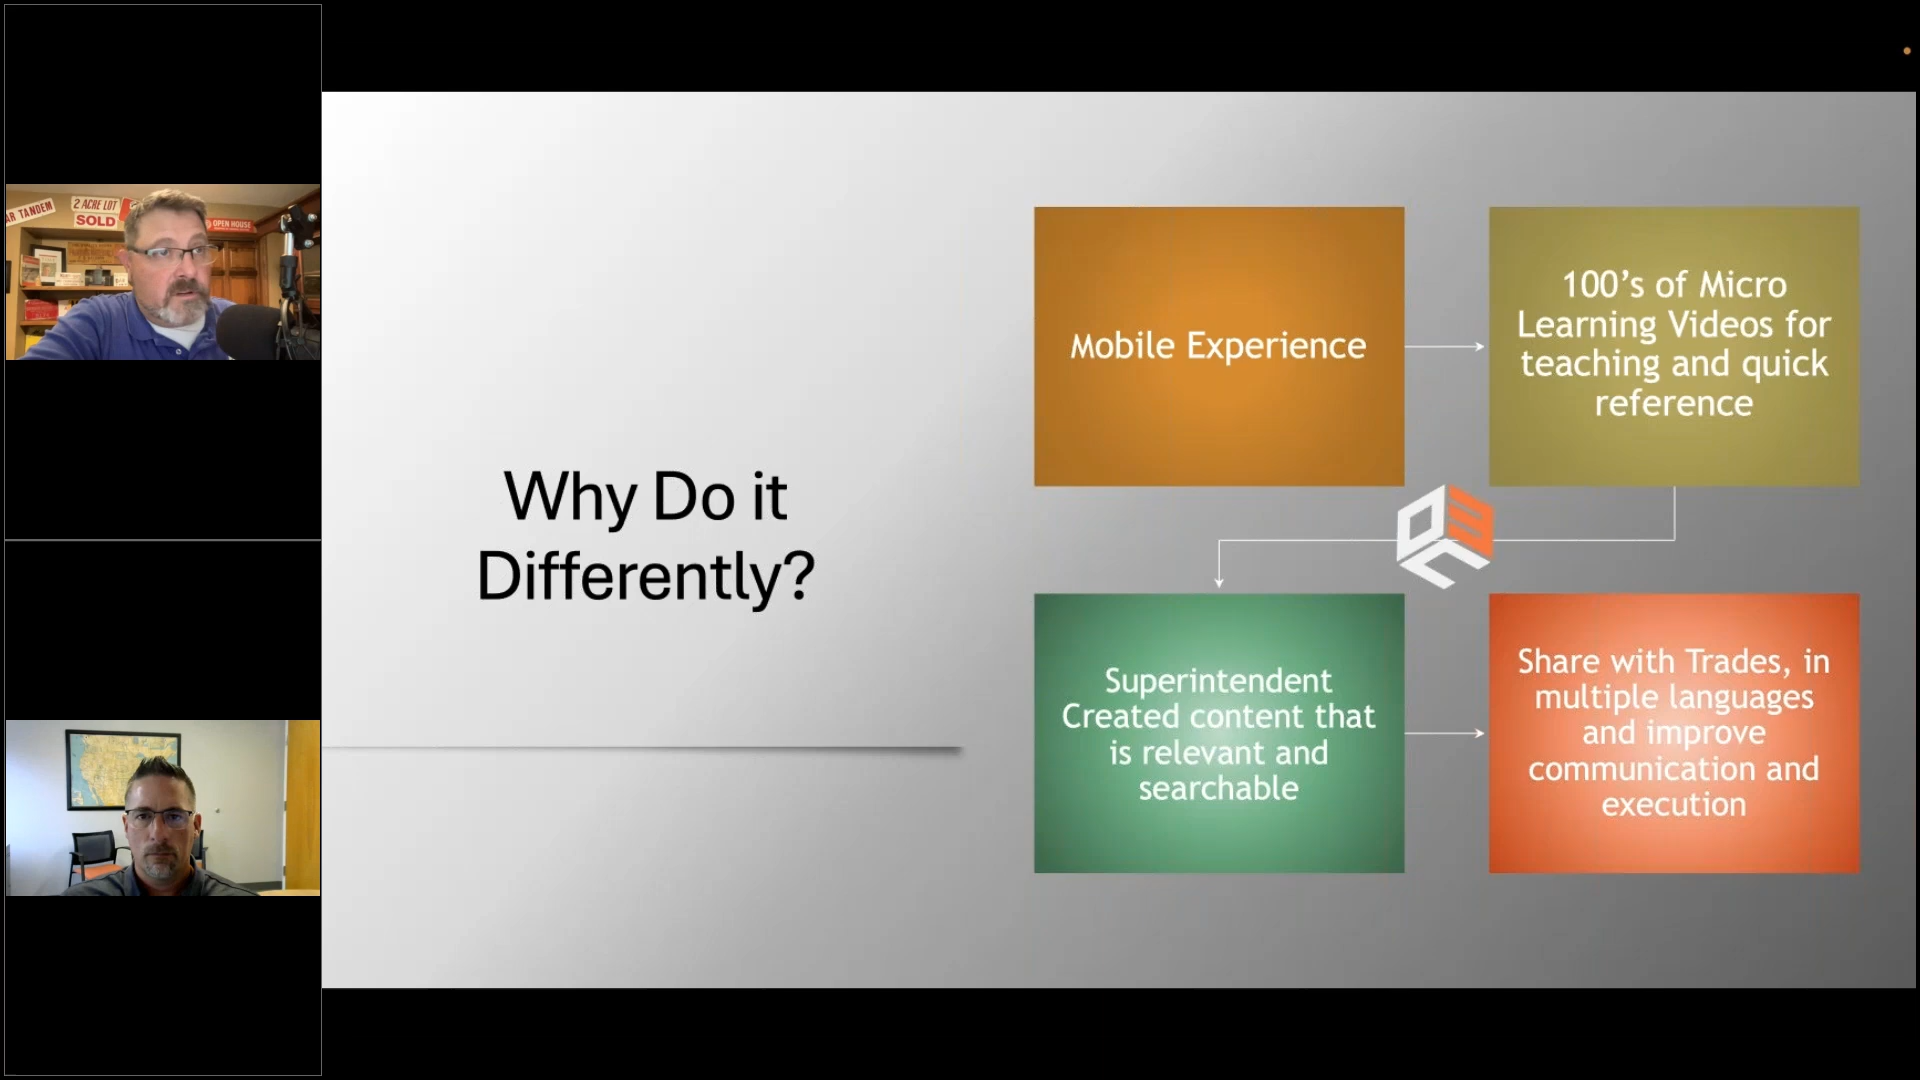 AR TANDEM
2 ACRE LOT
SOLD
OPEN HOUSE
Why Do it
Differently?
Mobile Experience
100’s of Micro
Learning Videos for
teaching and quick
reference
Superintendent
Created content that
is relevant and
searchable
Share with Trades, in
multiple languages
and improve
communication and
execution